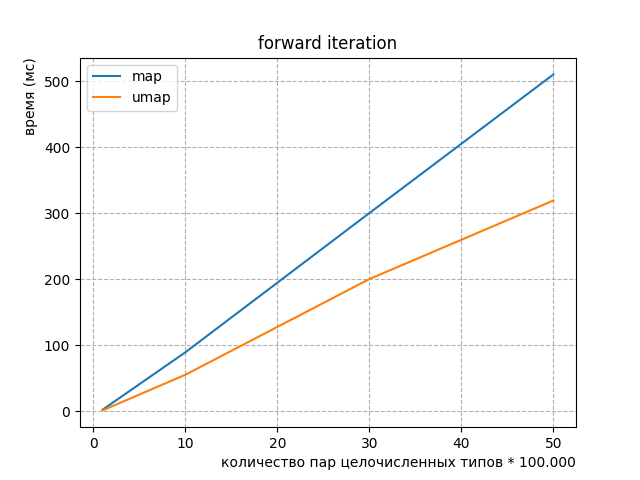 forward iteration
время (мс)
map
umap
500
400
300
200
100
0
0 10 20 30 40 50
количество пар целочисленных типов * 100.000